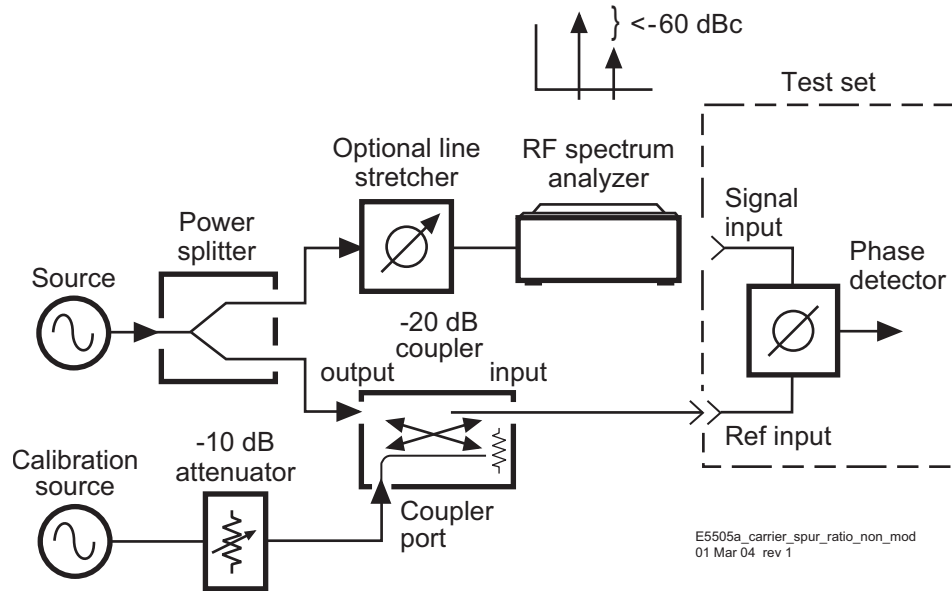 } <-60 dBc
Test set
Optional line
stretcher
RF spectrum
analyzer
Signal
input
Power
splitter
Phase
detector
Source
-20 dB
coupler
output
input
Ref input
-10 dB
attenuator
Calibration
source
Coupler
port
E5505a_carrier_spur_ratio_non_mod
01 Mar 04 rev 1